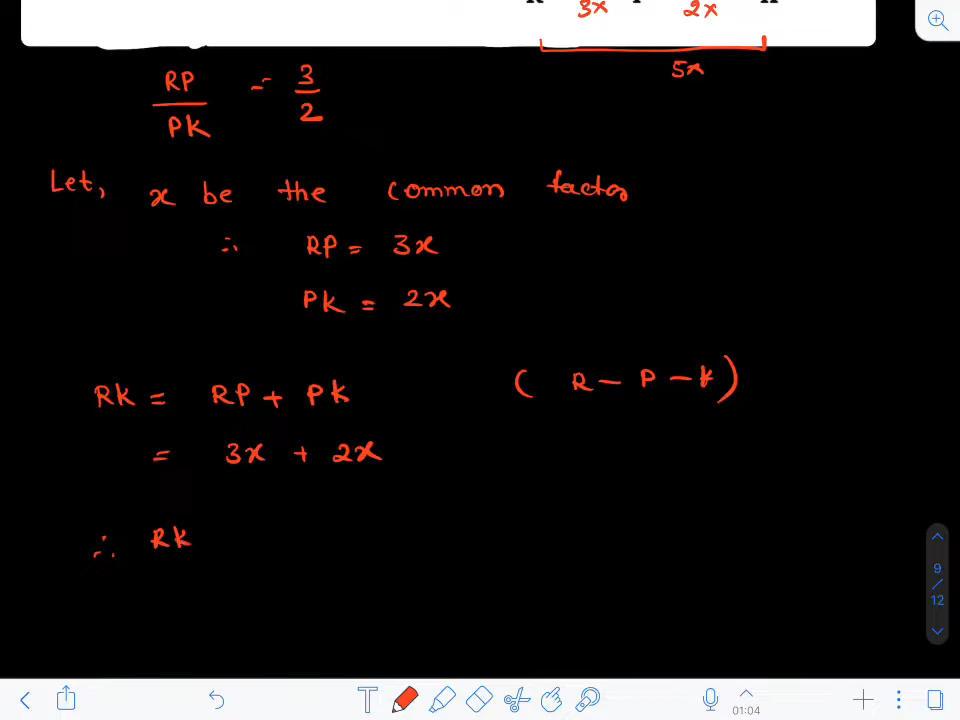 3x 2x
5x
RP/PK = 3/2
Let, x be the common factor
∴ RP = 3x
PK = 2x
RK = RP + PK ( R - P - K )
= 3x + 2x
∴ RK
9
/
12
01:04